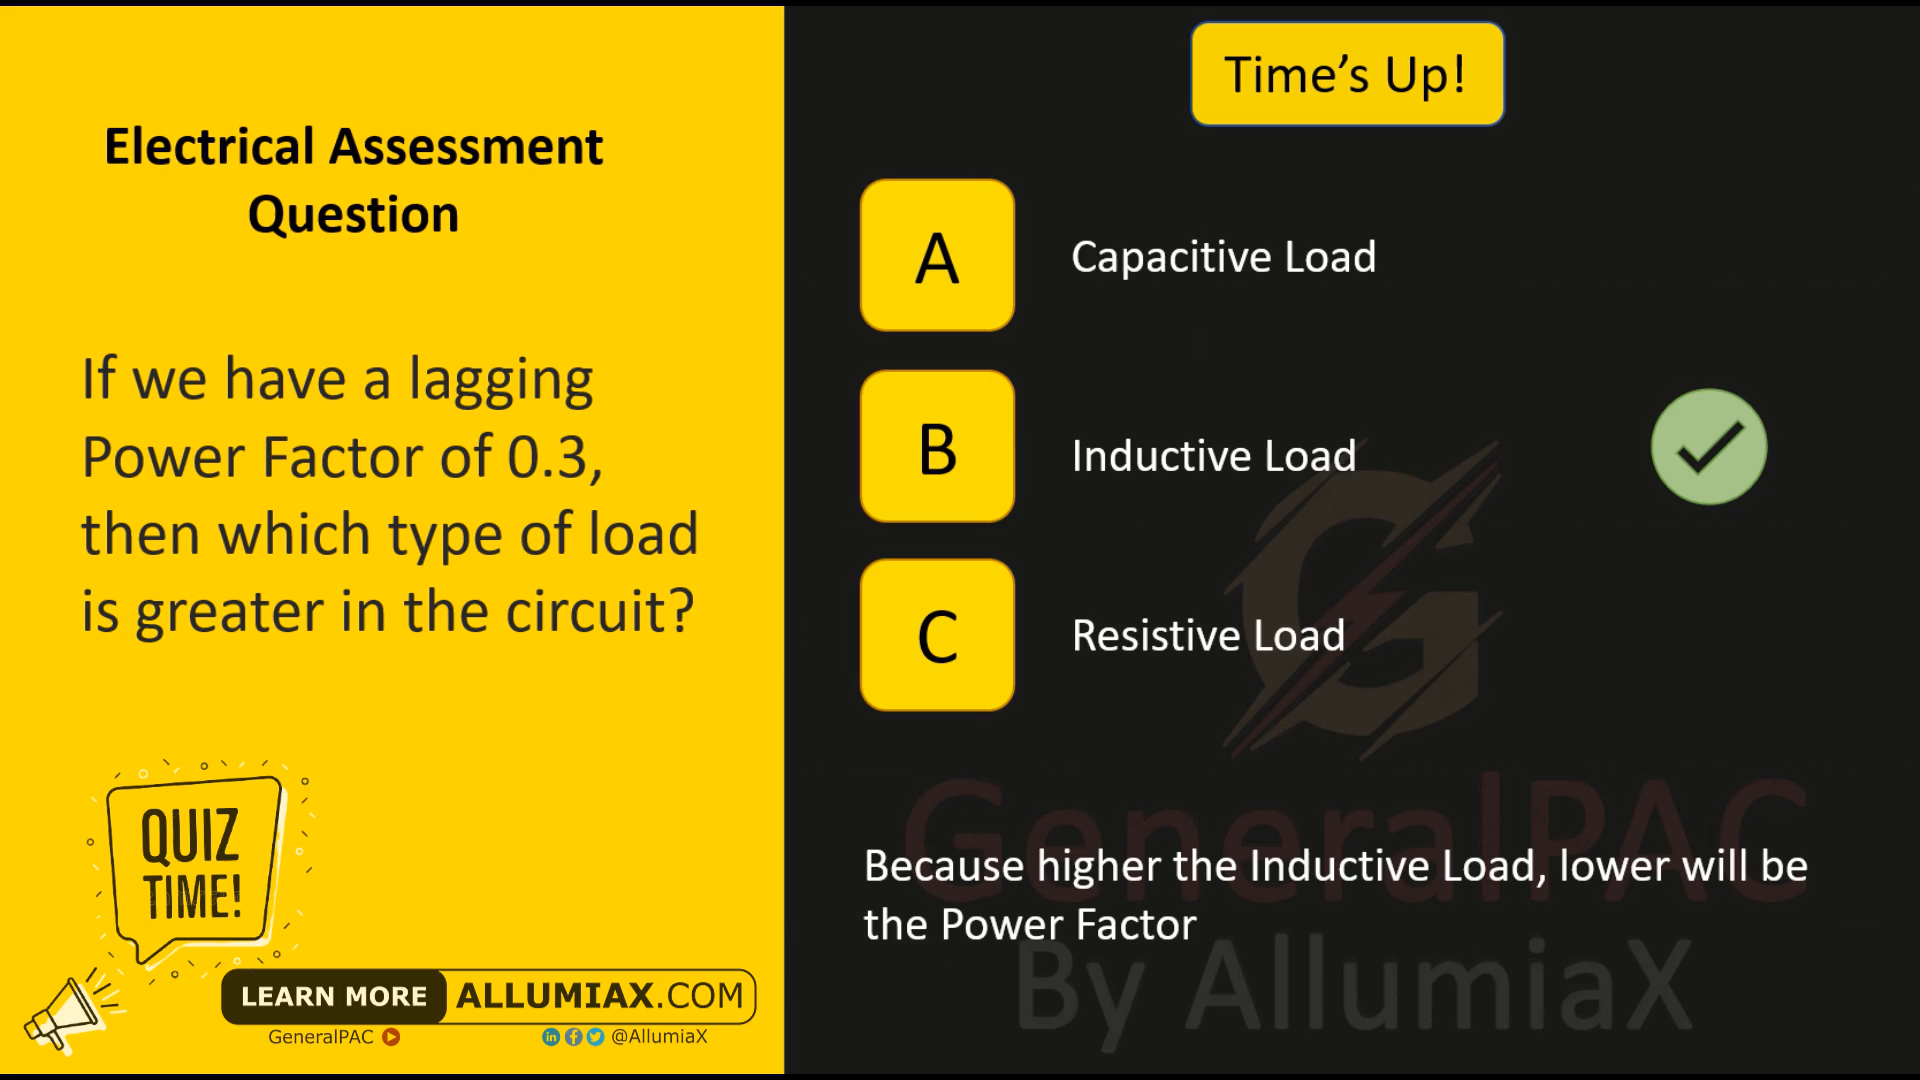 Electrical Assessment
Question
If we have a lagging
Power Factor of 0.3,
then which type of load
is greater in the circuit?
QUIZ
TIME!
LEARN MORE ALLUMIAX.COM
GeneralPAC
in f @AllumiaX
Time’s Up!
A Capacitive Load
B Inductive Load
C Resistive Load
G
GeneralPAC
Because higher the Inductive Load, lower will be
the Power Factor
By AllumiaX